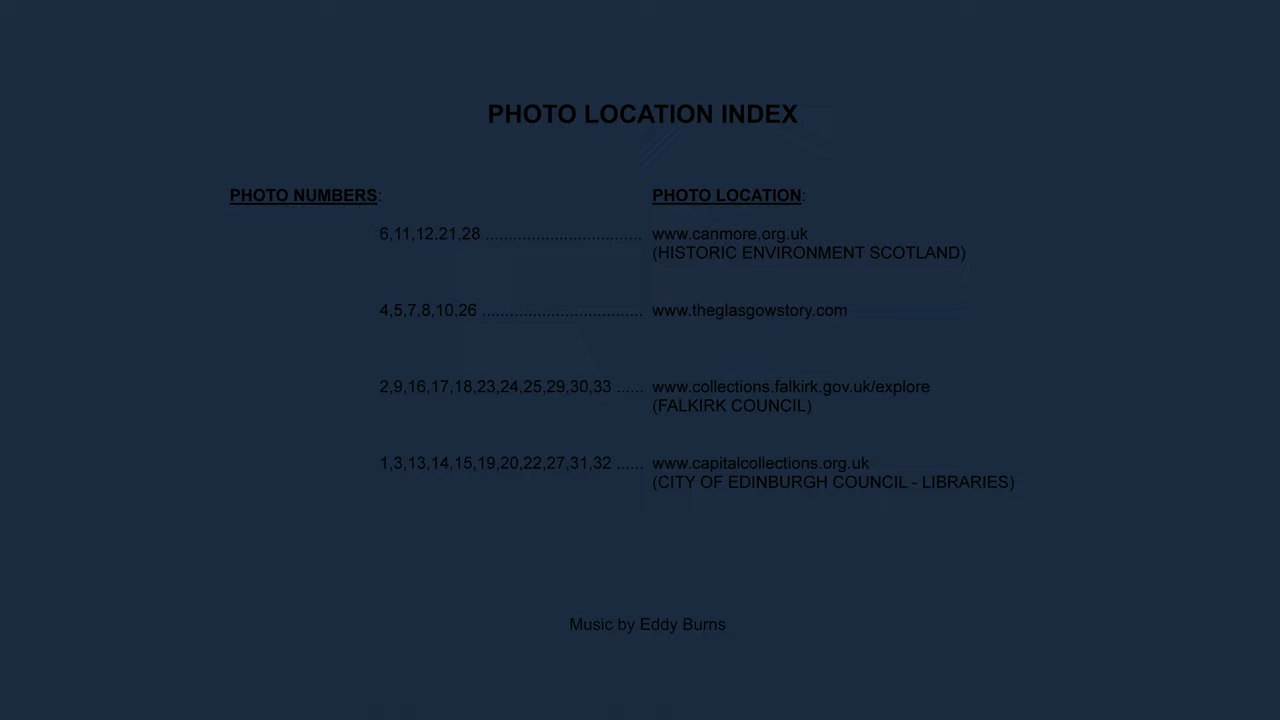 PHOTO LOCATION INDEX
PHOTO NUMBERS: PHOTO LOCATION:
6,11,12.21,28 .................................. www.canmore.org.uk
(HISTORIC ENVIRONMENT SCOTLAND)
4,5,7,8,10,26 .................................. www.theglasgowstory.com
2,9,16,17,18,23,24,25,29,30,33 ...... www.collections.falkirk.gov.uk/explore
(FALKIRK COUNCIL)
1,3,13,14,15,19,20,22,27,31,32 ...... www.capitalcollections.org.uk
(CITY OF EDINBURGH COUNCIL - LIBRARIES)
Music by Eddy Burns